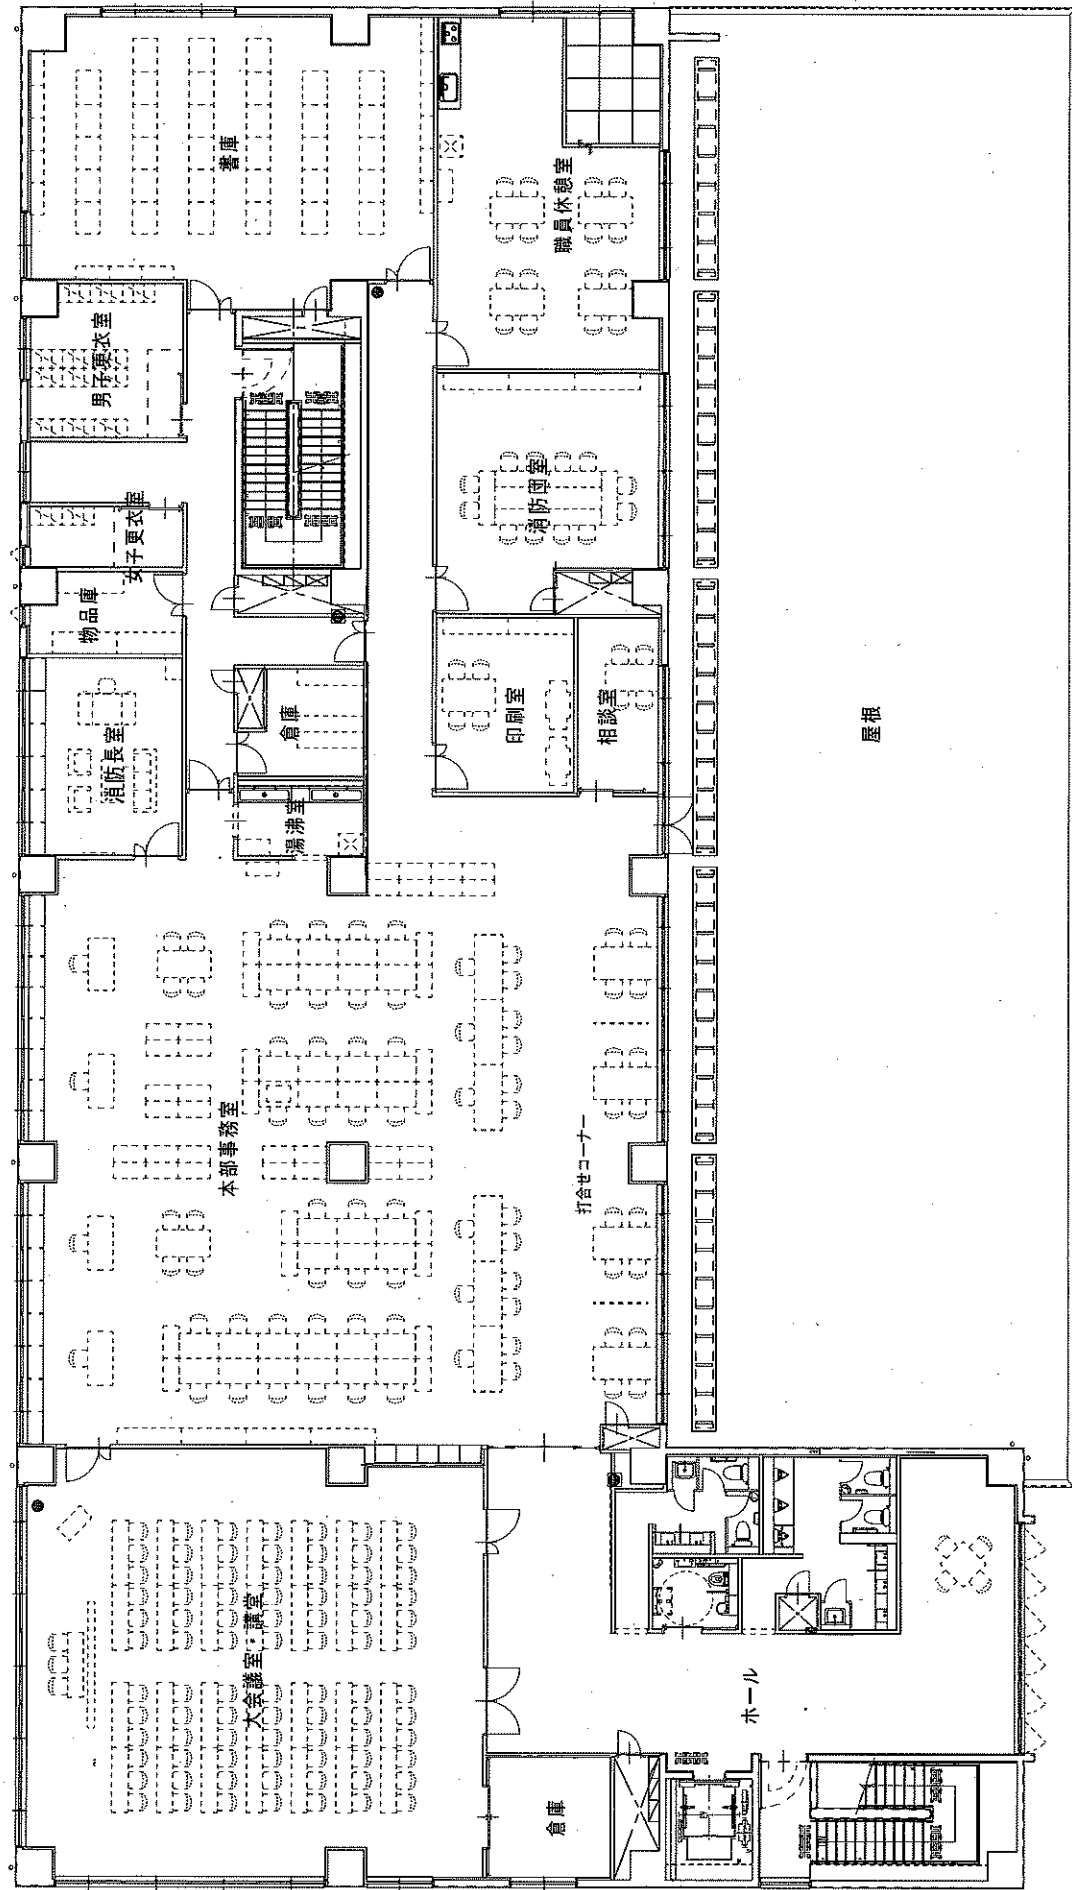 書庫
職員休憩室
男子更衣室
女子更衣室
物品庫
消防団室
消防長室
倉庫
湯沸室
印刷室
相談室
屋根
本部事務室
打合せコーナー
大会議室・講堂
ホール
倉庫